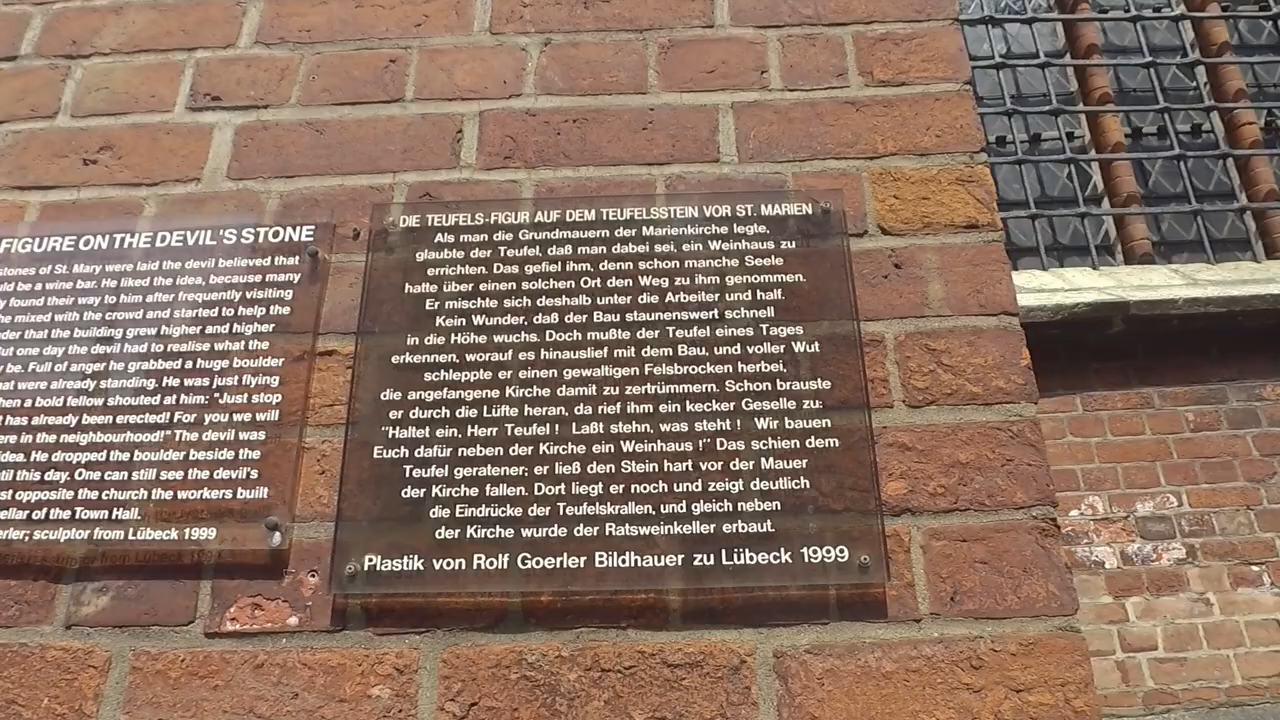 FIGURE ON THE DEVIL'S STONE
stones of St. Mary were laid the devil believed that
be a wine bar. He liked the idea, because many
found their way to him after frequently visiting
he mixed with the crowd and started to help the
that the building grew higher and higher
But one day the devil had to realise what the
be. Full of anger he grabbed a huge boulder
were already standing. He was just flying
when a bold fellow shouted at him: "Just stop
has already been erected! For you we will
in the neighbourhood!" The devil was
idea. He dropped the boulder beside the
this day. One can still see the devil's
opposite the church the workers built
of the Town Hall.
sculptor from Lübeck 1999
DIE TEUFELS-FIGUR AUF DEM TEUFELSSTEIN VOR ST. MARIEN
Als man die Grundmauern der Marienkirche legte,
glaubte der Teufel, daß man dabei sei, ein Weinhaus zu
errichten. Das gefiel ihm, denn schon manche Seele
hatte über einen solchen Ort den Weg zu ihm genommen.
Er mischte sich deshalb unter die Arbeiter und half.
Kein Wunder, daß der Bau staunenswert schnell
in die Höhe wuchs. Doch mußte der Teufel eines Tages
erkennen, worauf es hinauslief mit dem Bau, und voller Wut
schleppte er einen gewaltigen Felsbrocken herbei,
die angefangene Kirche damit zu zertrümmern. Schon brauste
er durch die Lüfte heran, da rief ihm ein kecker Geselle zu:
"Haltet ein, Herr Teufel ! Laßt stehn, was steht ! Wir bauen
Euch dafür neben der Kirche ein Weinhaus !" Das schien dem
Teufel geratener; er ließ den Stein hart vor der Mauer
der Kirche fallen. Dort liegt er noch und zeigt deutlich
die Eindrücke der Teufelskrallen, und gleich neben
der Kirche wurde der Ratsweinkeller erbaut.
Plastik von Rolf Goerler Bildhauer zu Lübeck 1999